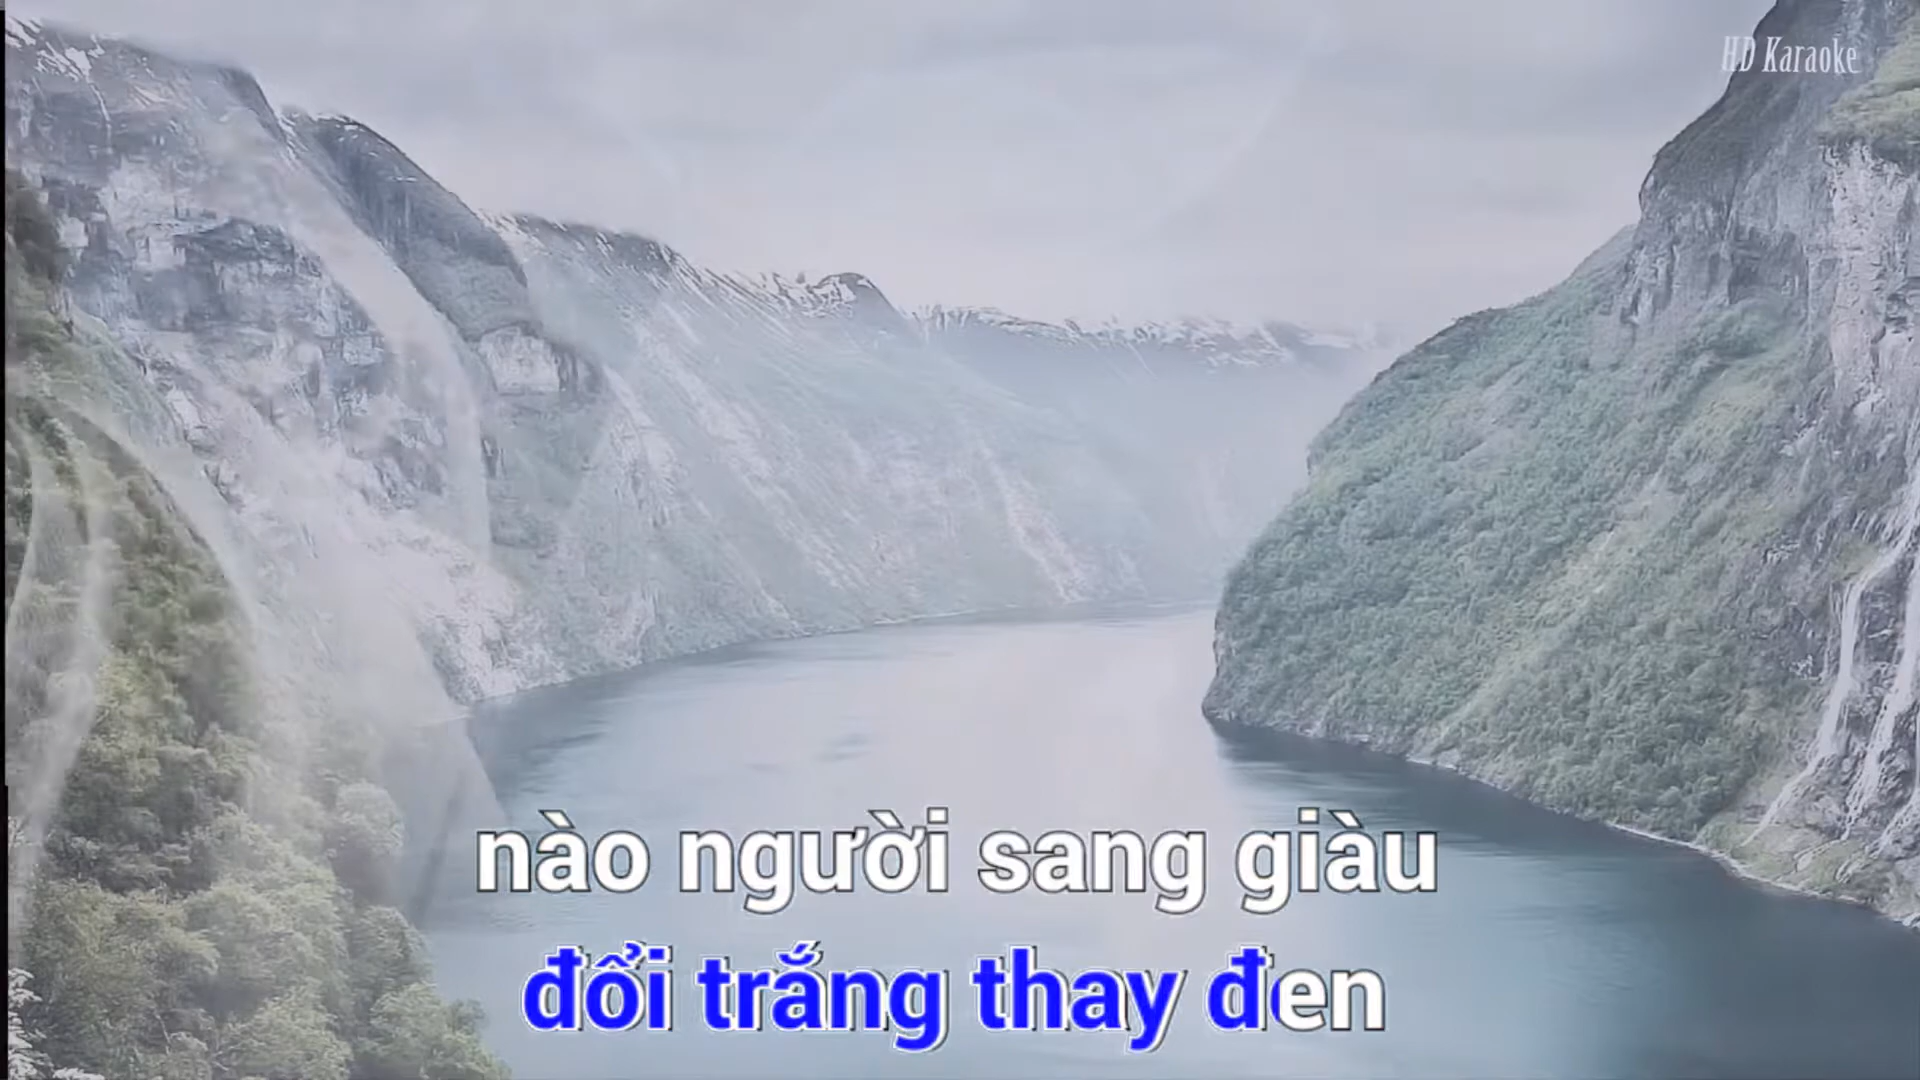 HD Karaoke
nào người sang giàu
đổi trắng thay đen